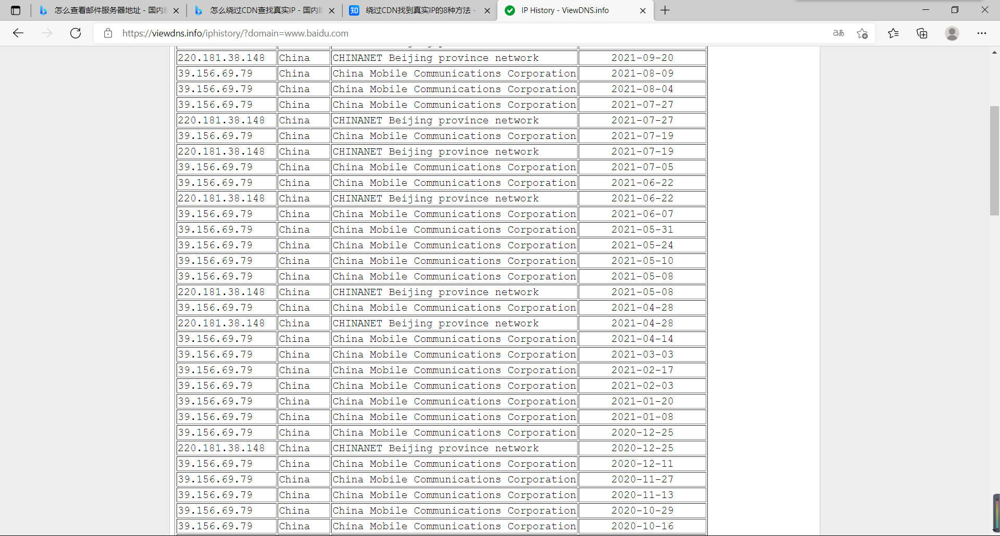 怎么查看邮件服务器地址 - 国内
怎么绕过CDN查找真实IP - 国内
知 绕过CDN找到真实IP的8种方法 -
IP History - ViewDNS.info
https://viewdns.info/iphistory/?domain=www.baidu.com
220.181.38.148 China CHINANET Beijing province network 2021-09-20
39.156.69.79 China China Mobile Communications Corporation 2021-08-09
39.156.69.79 China China Mobile Communications Corporation 2021-08-04
39.156.69.79 China China Mobile Communications Corporation 2021-07-27
220.181.38.148 China CHINANET Beijing province network 2021-07-27
39.156.69.79 China China Mobile Communications Corporation 2021-07-19
220.181.38.148 China CHINANET Beijing province network 2021-07-19
39.156.69.79 China China Mobile Communications Corporation 2021-07-05
39.156.69.79 China China Mobile Communications Corporation 2021-06-22
220.181.38.148 China CHINANET Beijing province network 2021-06-22
39.156.69.79 China China Mobile Communications Corporation 2021-06-07
39.156.69.79 China China Mobile Communications Corporation 2021-05-31
39.156.69.79 China China Mobile Communications Corporation 2021-05-24
39.156.69.79 China China Mobile Communications Corporation 2021-05-10
39.156.69.79 China China Mobile Communications Corporation 2021-05-08
220.181.38.148 China CHINANET Beijing province network 2021-05-08
39.156.69.79 China China Mobile Communications Corporation 2021-04-28
220.181.38.148 China CHINANET Beijing province network 2021-04-28
39.156.69.79 China China Mobile Communications Corporation 2021-04-14
39.156.69.79 China China Mobile Communications Corporation 2021-03-03
39.156.69.79 China China Mobile Communications Corporation 2021-02-17
39.156.69.79 China China Mobile Communications Corporation 2021-02-03
39.156.69.79 China China Mobile Communications Corporation 2021-01-20
39.156.69.79 China China Mobile Communications Corporation 2021-01-08
39.156.69.79 China China Mobile Communications Corporation 2020-12-25
220.181.38.148 China CHINANET Beijing province network 2020-12-25
39.156.69.79 China China Mobile Communications Corporation 2020-12-11
39.156.69.79 China China Mobile Communications Corporation 2020-11-27
39.156.69.79 China China Mobile Communications Corporation 2020-11-13
39.156.69.79 China China Mobile Communications Corporation 2020-10-29
39.156.69.79 China China Mobile Communications Corporation 2020-10-16